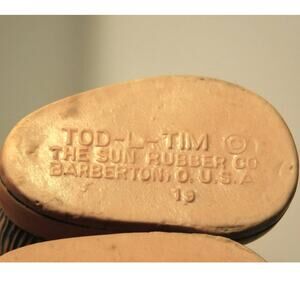 TOD-L-TIM ©
THE SUN RUBBER CO
BARBERTON, O. U.S.A
19